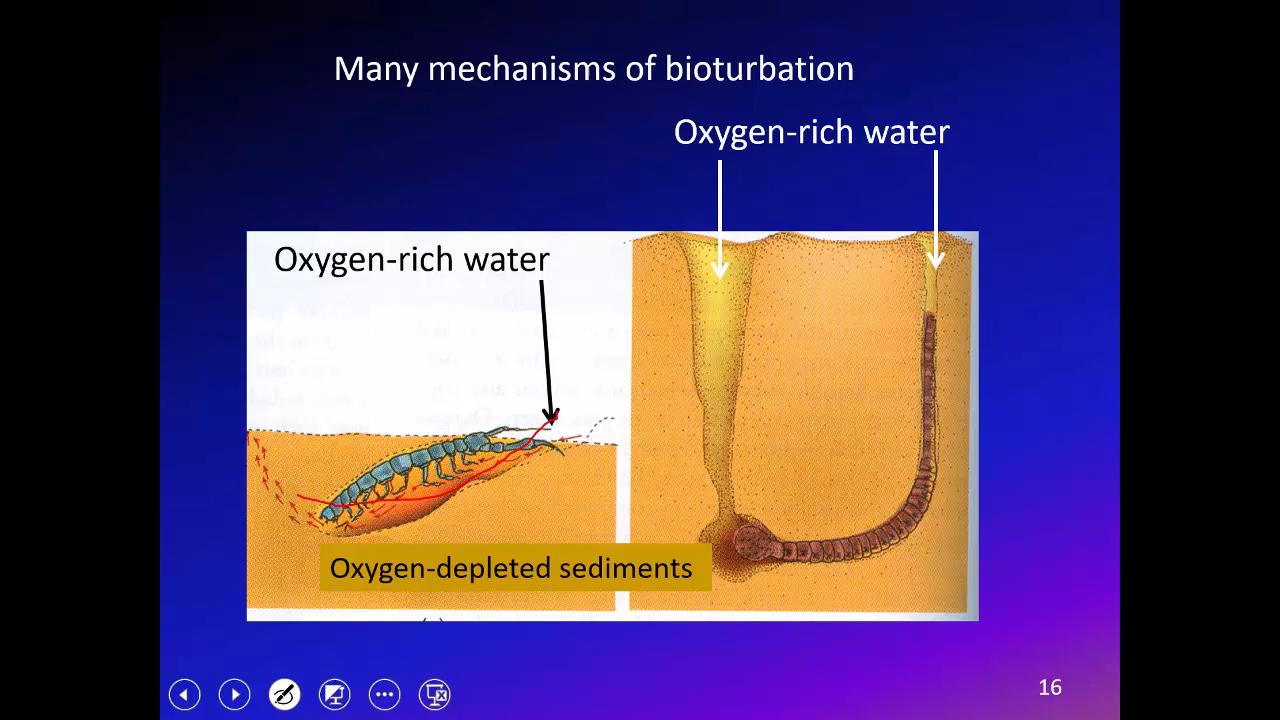 Many mechanisms of bioturbation
Oxygen-rich water
Oxygen-rich water
Oxygen-depleted sediments
16